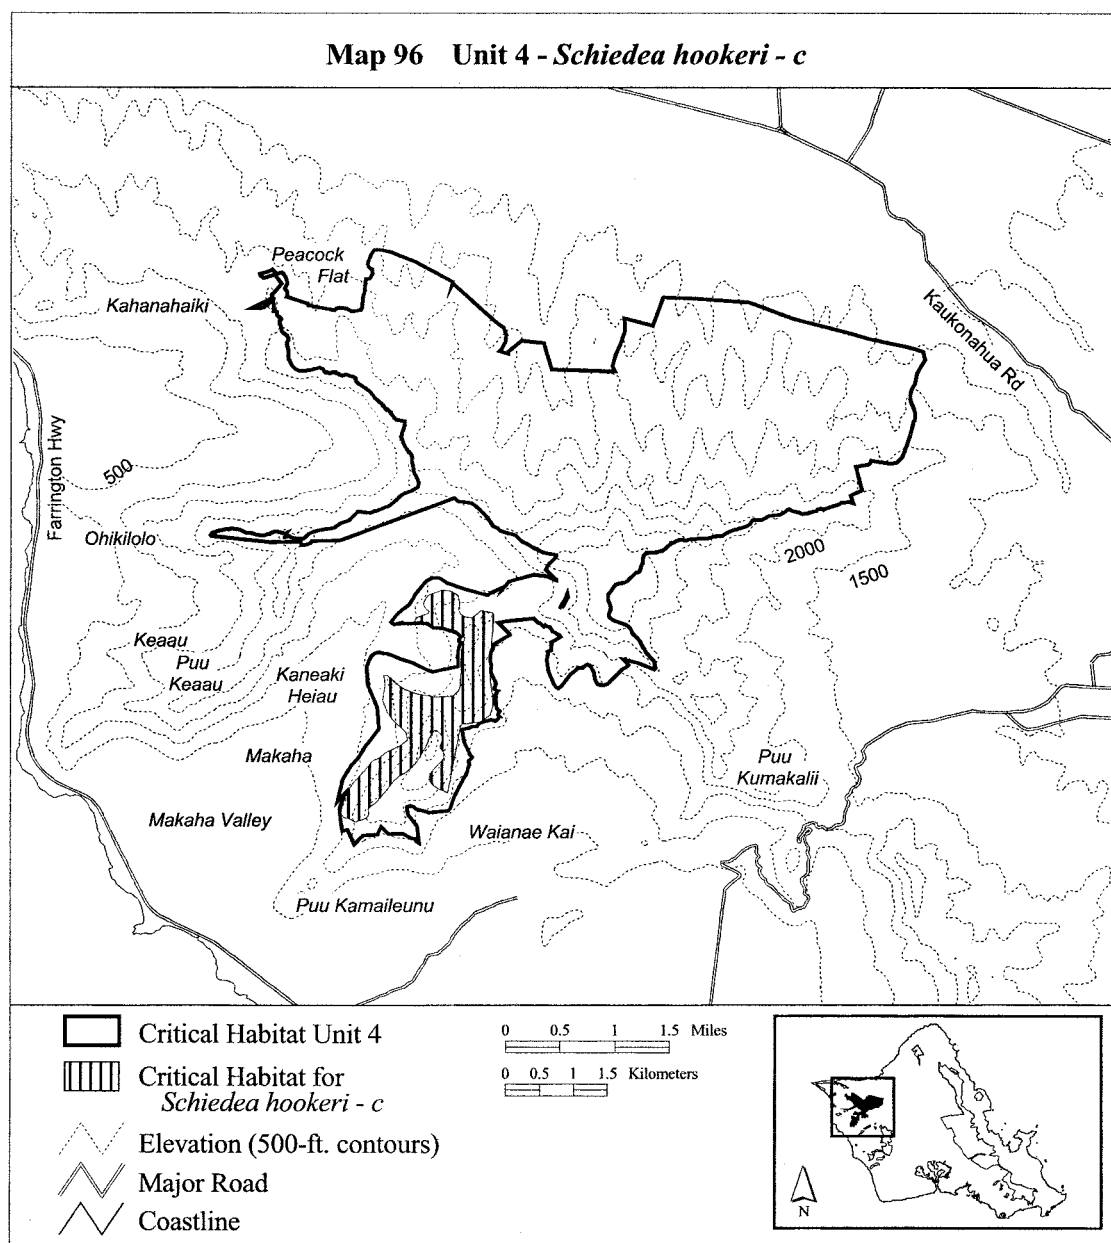 Map 96 Unit 4 - Schiedea hookeri - c
Peacock
Flat
Kahanahaiki
Kaukonahua Rd
Farrington Hwy
500
Ohikilolo
2000
1500
Keaau
Puu
Keaau
Kaneaki
Heiau
Makaha
Puu
Kumakalii
Makaha Valley
Waianae Kai
Puu Kamaileunu
Critical Habitat Unit 4
Critical Habitat for
Schiedea hookeri - c
Elevation (500-ft. contours)
Major Road
Coastline
0 0.5 1 1.5 Miles
0 0.5 1 1.5 Kilometers
N